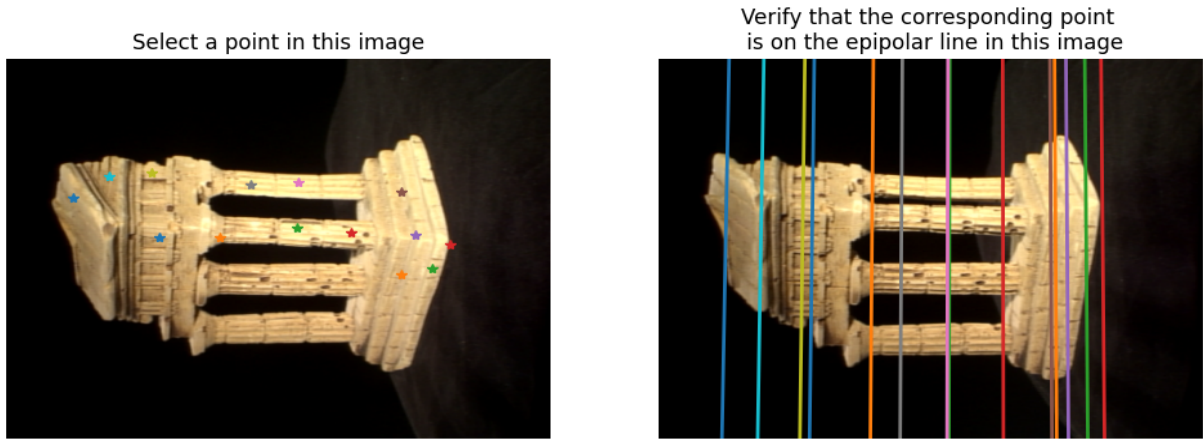 Select a point in this image
Verify that the corresponding point
is on the epipolar line in this image